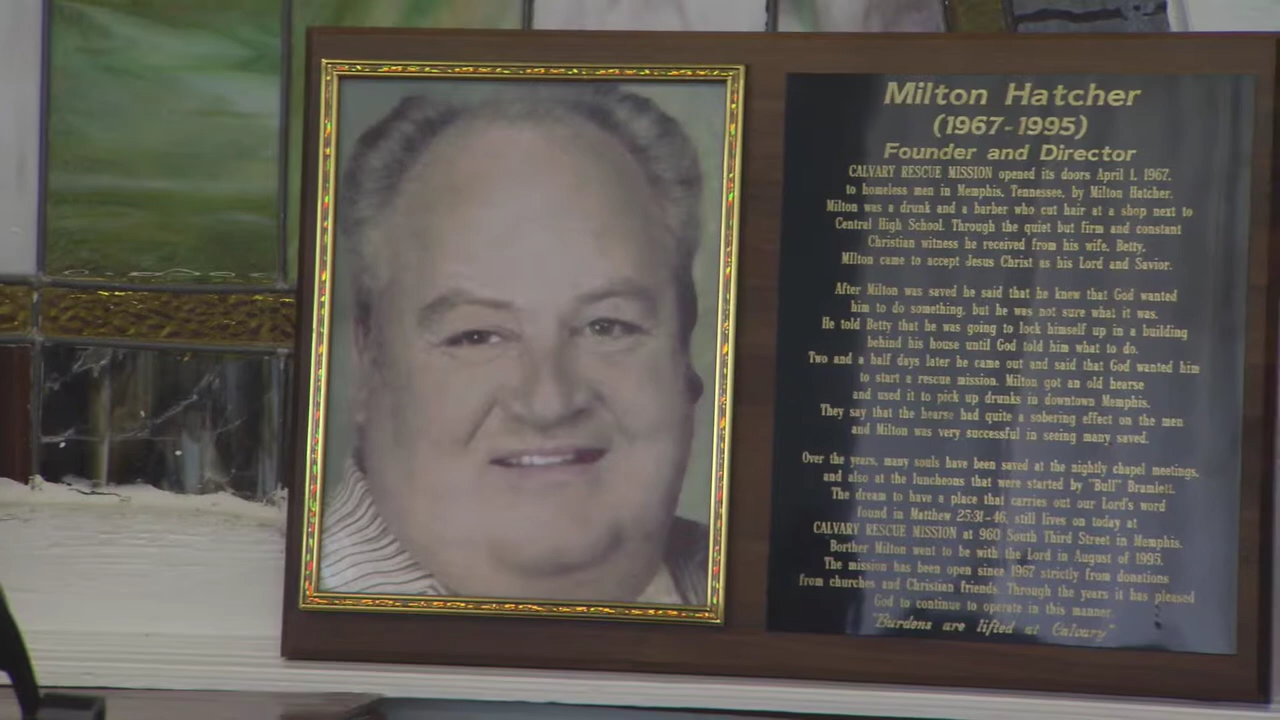 Milton Hatcher
(1967-1995)
Founder and Director
CALVARY RESCUE MISSION opened its doors April 1, 1967,
to homeless men in Memphis, Tennessee, by Milton Hatcher.
Milton was a drunk and a barber who cut hair at a shop next to
Central High School. Through the quiet but firm and constant
Christian witness he received from his wife, Betty,
MIlton came to accept Jesus Christ as his Lord and Savior.
After Milton was saved he said that he knew that God wanted
him to do something, but he was not sure what it was.
He told Betty that he was going to lock himself up in a building
behind his house until God told him what to do.
Two and a half days later he came out and said that God wanted him
to start a rescue mission. Milton got an old hearse
and used it to pick up drunks in downtown Memphis.
They say that the hearse had quite a sobering effect on the men
and Milton was very successful in seeing many saved.
Over the years, many souls have been saved at the nightly chapel meetings,
and also at the luncheons that were started by "Bull" Bramlett.
The dream to have a place that carries out our Lord's word
found in Matthew 25:31-46, still lives on today at
CALVARY RESCUE MISSION at 960 South Third Street in Memphis.
Borther Milton went to be with the Lord in August of 1995.
The mission has been open since 1967 strictly from donations
from churches and Christian friends. Through the years it has pleased
God to continue to operate in this manner.
"Burdens are lifted at Calvary"